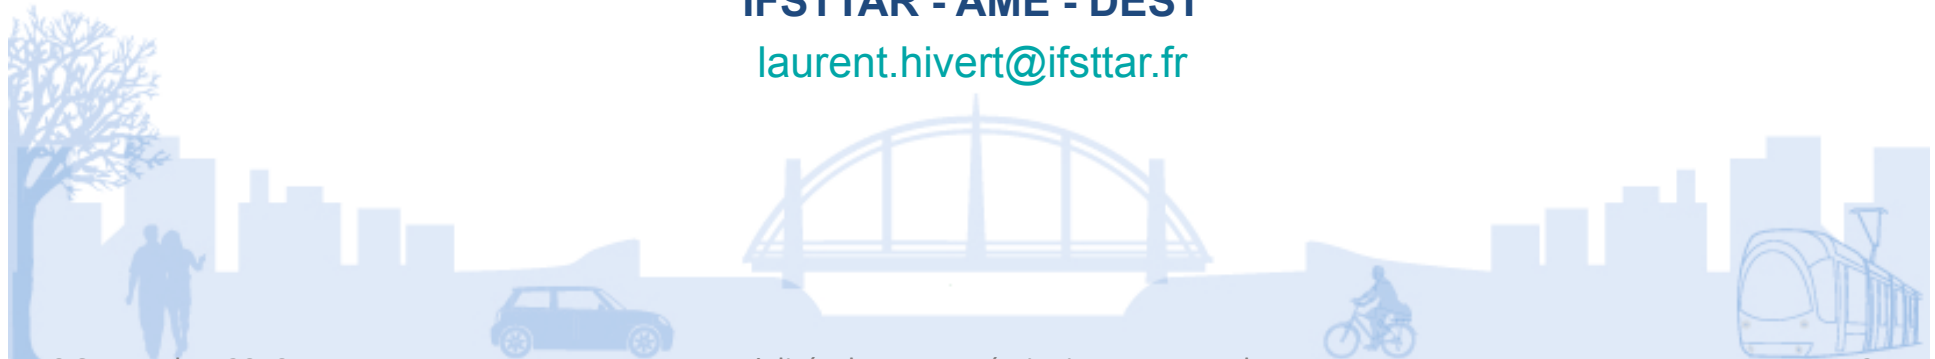 IFSTTAR - AME - DEST
laurent.hivert@ifsttar.fr